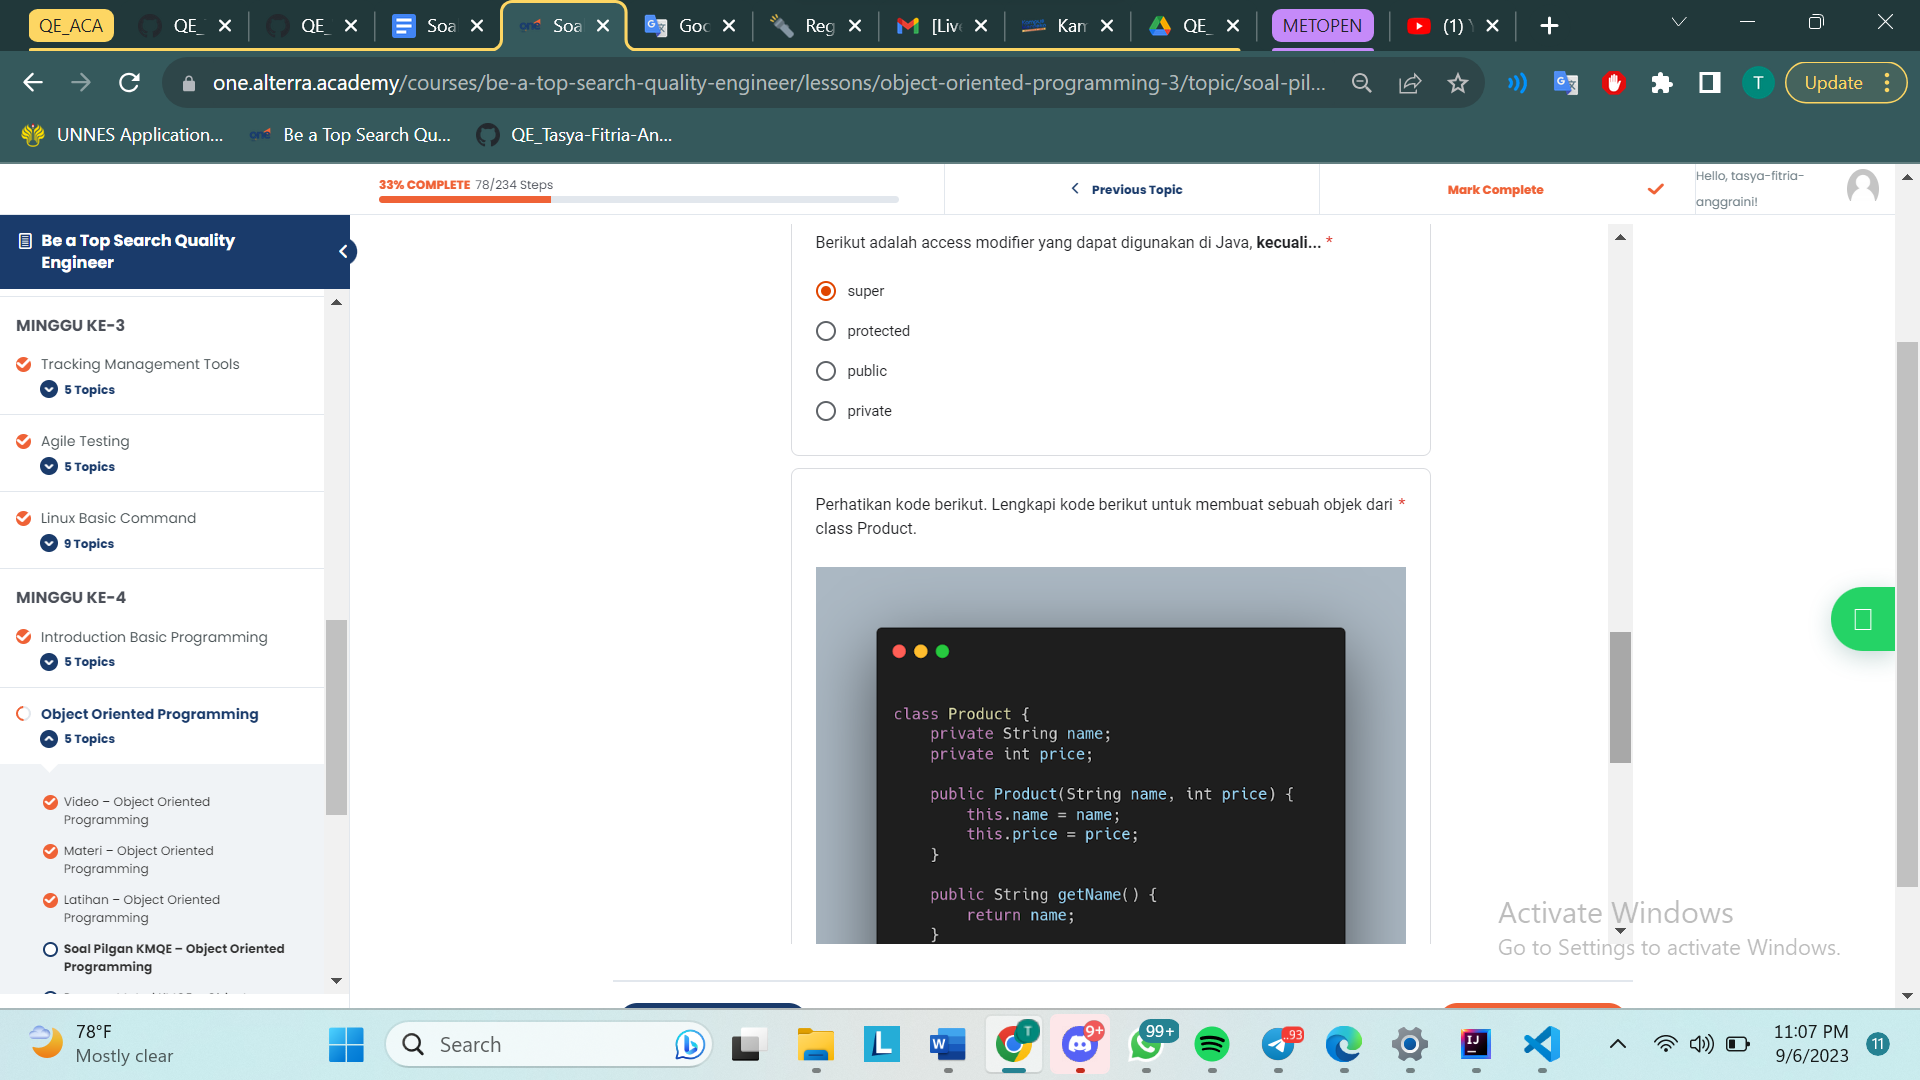 QE_ACA
QE_
QE_
Soa
Soa
Goo
Reg
[Live
Kam
QE_
METOPEN
(1) Y
one.alterra.academy/courses/be-a-top-search-quality-engineer/lessons/object-oriented-programming-3/topic/soal-pil...
T
Update
UNNES Application...
one
Be a Top Search Qu...
QE_Tasya-Fitria-An...
33% COMPLETE 78/234 Steps
Previous Topic
Mark Complete
Hello, tasya-fitria-
anggraini!
Be a Top Search Quality
Engineer
MINGGU KE-3
Tracking Management Tools
5 Topics
Agile Testing
5 Topics
Linux Basic Command
9 Topics
MINGGU KE-4
Introduction Basic Programming
5 Topics
Object Oriented Programming
5 Topics
Video – Object Oriented
Programming
Materi – Object Oriented
Programming
Latihan – Object Oriented
Programming
Soal Pilgan KMQE – Object Oriented
Programming
Berikut adalah access modifier yang dapat digunakan di Java, kecuali... *
super
protected
public
private
Perhatikan kode berikut. Lengkapi kode berikut untuk membuat sebuah objek dari *
class Product.
class Product {
    private String name;
    private int price;
    public Product(String name, int price) {
        this.name = name;
        this.price = price;
    }
    public String getName() {
        return name;
    }
Activate Windows
Go to Settings to activate Windows.
78°F
Mostly clear
Search
L
W
T
9+
99+
..93
IJ
11:07 PM
9/6/2023
11